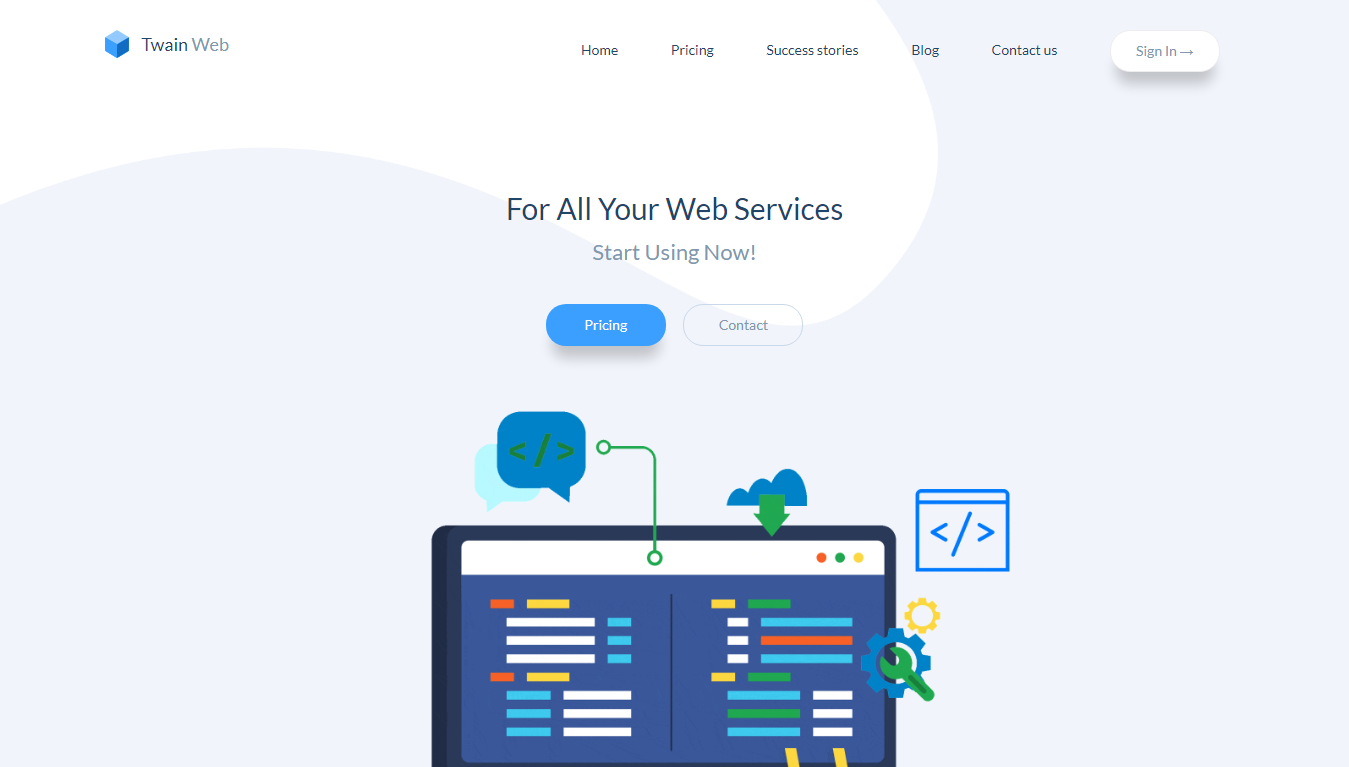 Twain Web
Home Pricing Success stories Blog Contact us Sign In →
For All Your Web Services
Start Using Now!
Pricing Contact
</>
</>